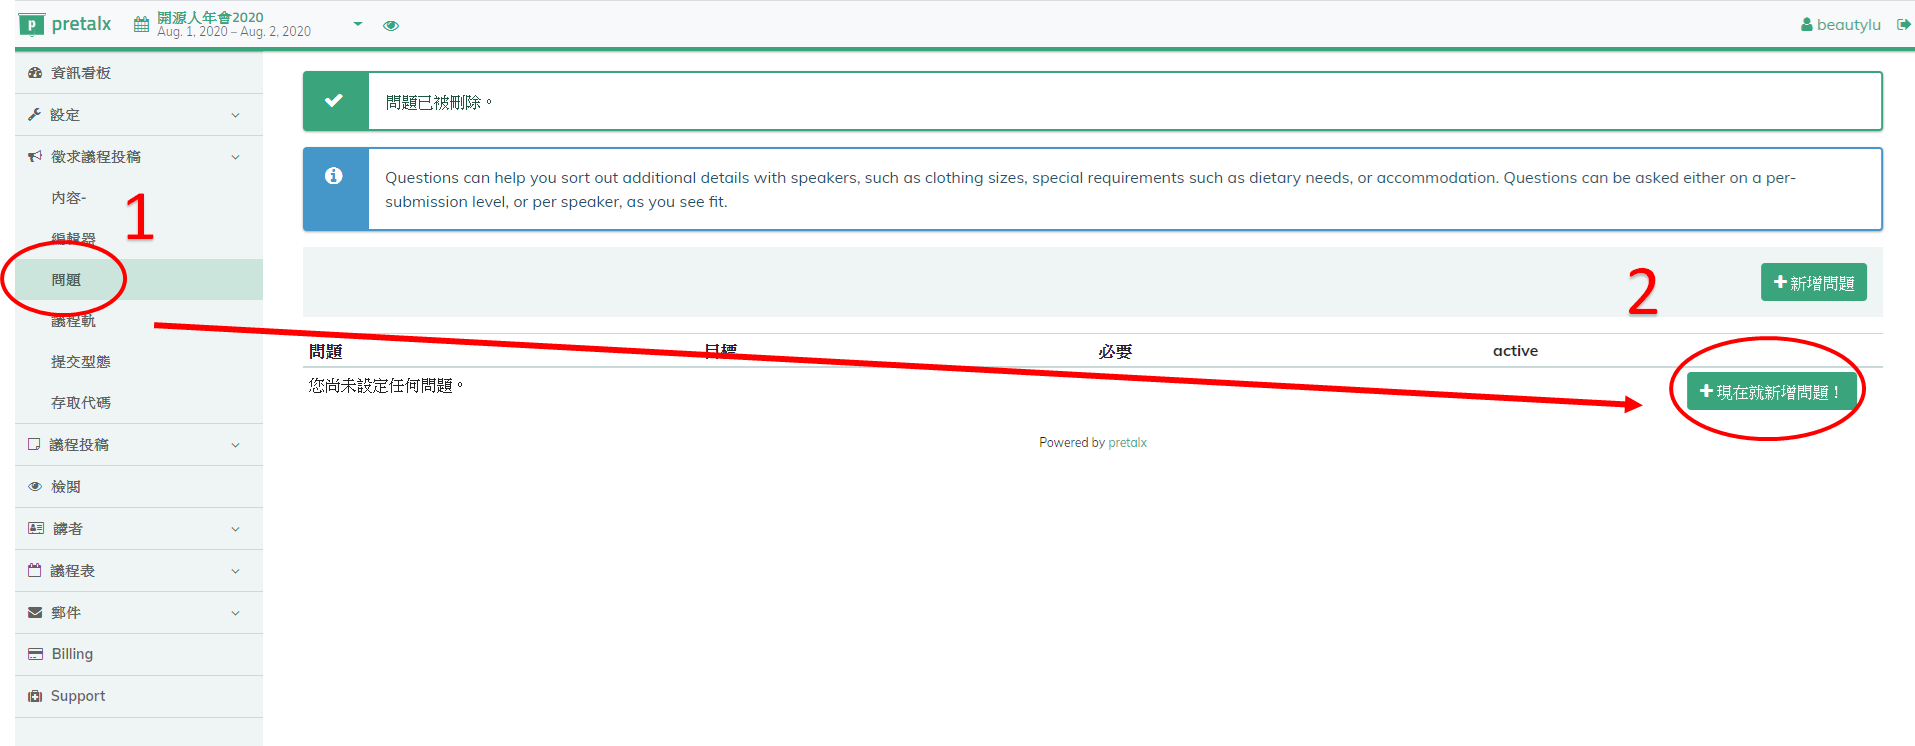 pretalx
開源人年會2020
Aug. 1, 2020 – Aug. 2, 2020
beautylu
資訊看板
設定
徵求議程投稿
內容-
編輯器
問題
議程軌
提交型態
存取代碼
議程投稿
檢閱
講者
議程表
郵件
Billing
Support
1
問題已被刪除。
Questions can help you sort out additional details with speakers, such as clothing sizes, special requirements such as dietary needs, or accommodation. Questions can be asked either on a per-
submission level, or per speaker, as you see fit.
2
新增問題
問題 目標 必要 active
您尚未設定任何問題。
現在就新增問題!
Powered by pretalx